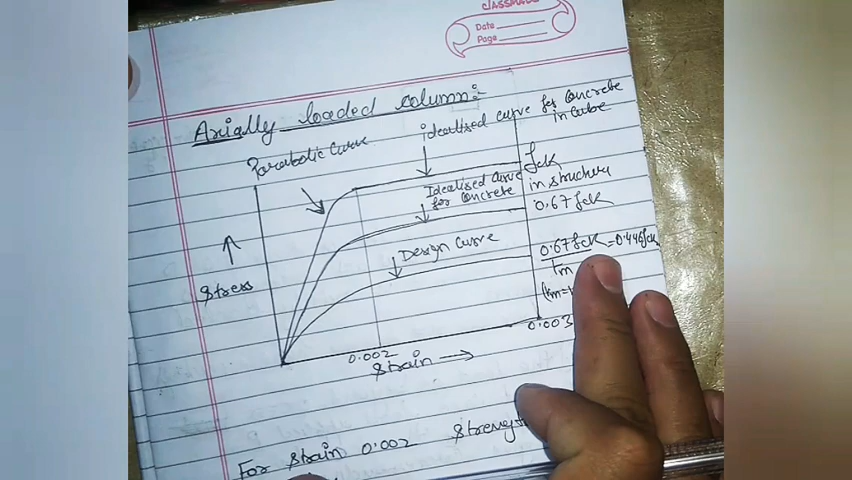 CLASSMATE
Date
Page
Axially loaded column:-
Parabolic curve
idealised curve for concrete
in cube
fck
Idealised curve
for concrete
in structure
0.67 fck
Design curve
0.67 fck = 0.446fck
Stress
0.002
0.003
Strain
For strain 0.002